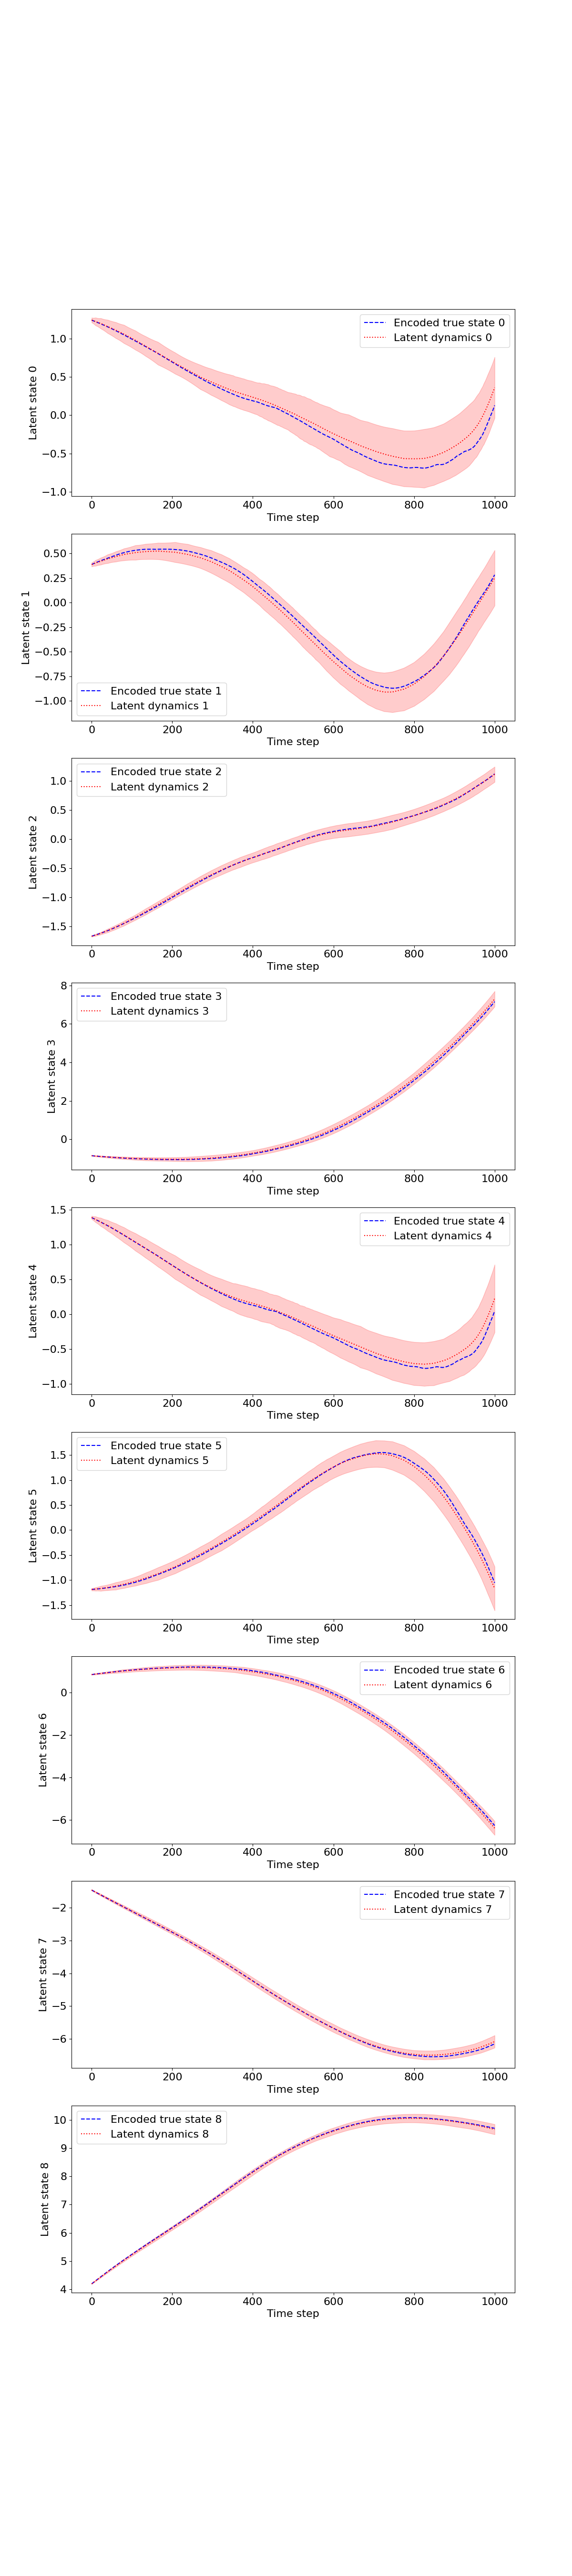 Encoded true state 0
Latent dynamics 0
1.0
0.5
0.0
−0.5
−1.0
Latent state 0
0 200 400 600 800 1000
Time step
0.50
0.25
0.00
−0.25
−0.50
−0.75
−1.00
Latent state 1
Encoded true state 1
Latent dynamics 1
0 200 400 600 800 1000
Time step
Encoded true state 2
Latent dynamics 2
1.0
0.5
0.0
−0.5
−1.0
−1.5
Latent state 2
0 200 400 600 800 1000
Time step
Encoded true state 3
Latent dynamics 3
8
6
4
2
0
Latent state 3
0 200 400 600 800 1000
Time step
Encoded true state 4
Latent dynamics 4
1.5
1.0
0.5
0.0
−0.5
−1.0
Latent state 4
0 200 400 600 800 1000
Time step
Encoded true state 5
Latent dynamics 5
1.5
1.0
0.5
0.0
−0.5
−1.0
−1.5
Latent state 5
0 200 400 600 800 1000
Time step
Encoded true state 6
Latent dynamics 6
0
−2
−4
−6
Latent state 6
0 200 400 600 800 1000
Time step
Encoded true state 7
Latent dynamics 7
−2
−3
−4
−5
−6
Latent state 7
0 200 400 600 800 1000
Time step
Encoded true state 8
Latent dynamics 8
10
9
8
7
6
5
4
Latent state 8
0 200 400 600 800 1000
Time step